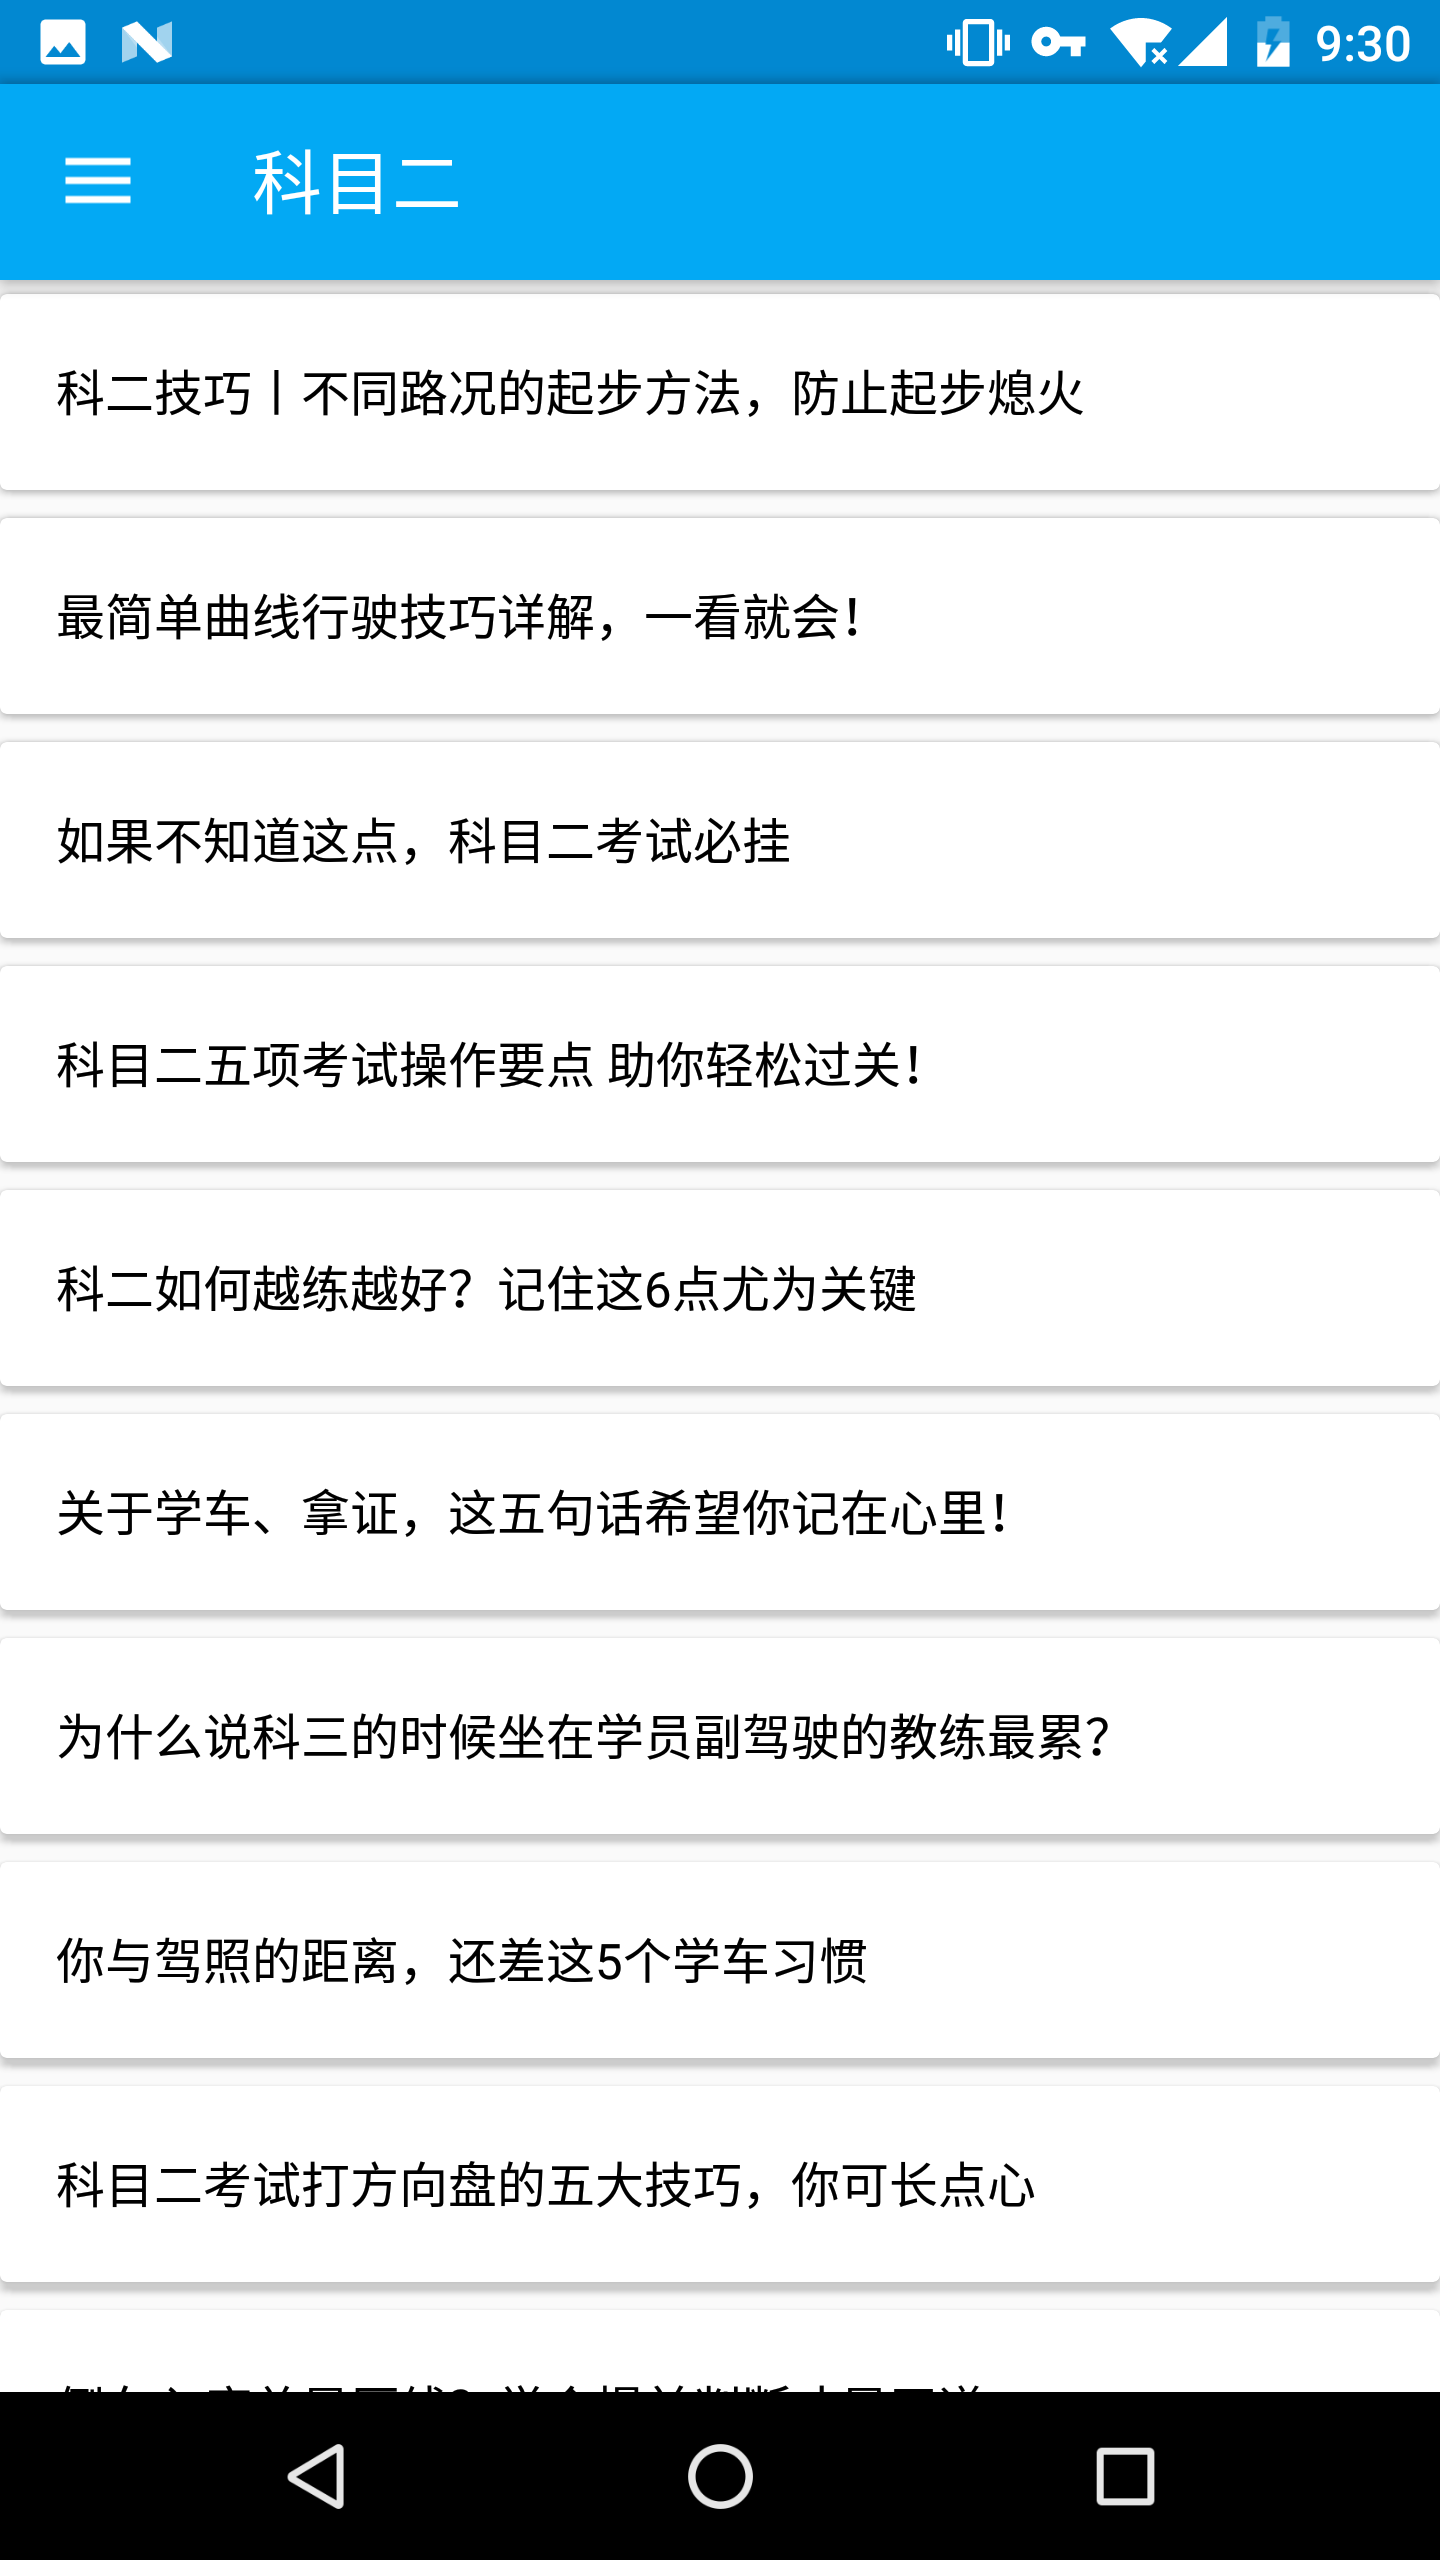 9:30
科目二
科二技巧丨不同路况的起步方法，防止起步熄火
最简单曲线行驶技巧详解，一看就会！
如果不知道这点，科目二考试必挂
科目二五项考试操作要点 助你轻松过关！
科二如何越练越好？记住这6点尤为关键
关于学车、拿证，这五句话希望你记在心里！
为什么说科三的时候坐在学员副驾驶的教练最累？
你与驾照的距离，还差这5个学车习惯
科目二考试打方向盘的五大技巧，你可长点心